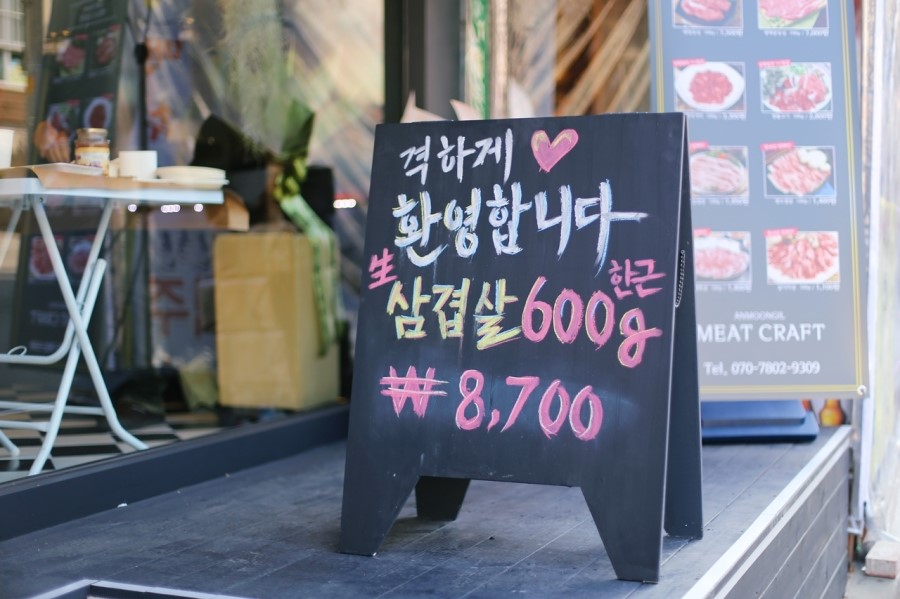 격하게
환영합니다
生 삼겹살 600g 한근
₩ 8,700
ANMOONGIL
MEAT CRAFT
Tel, 070-7802-9309